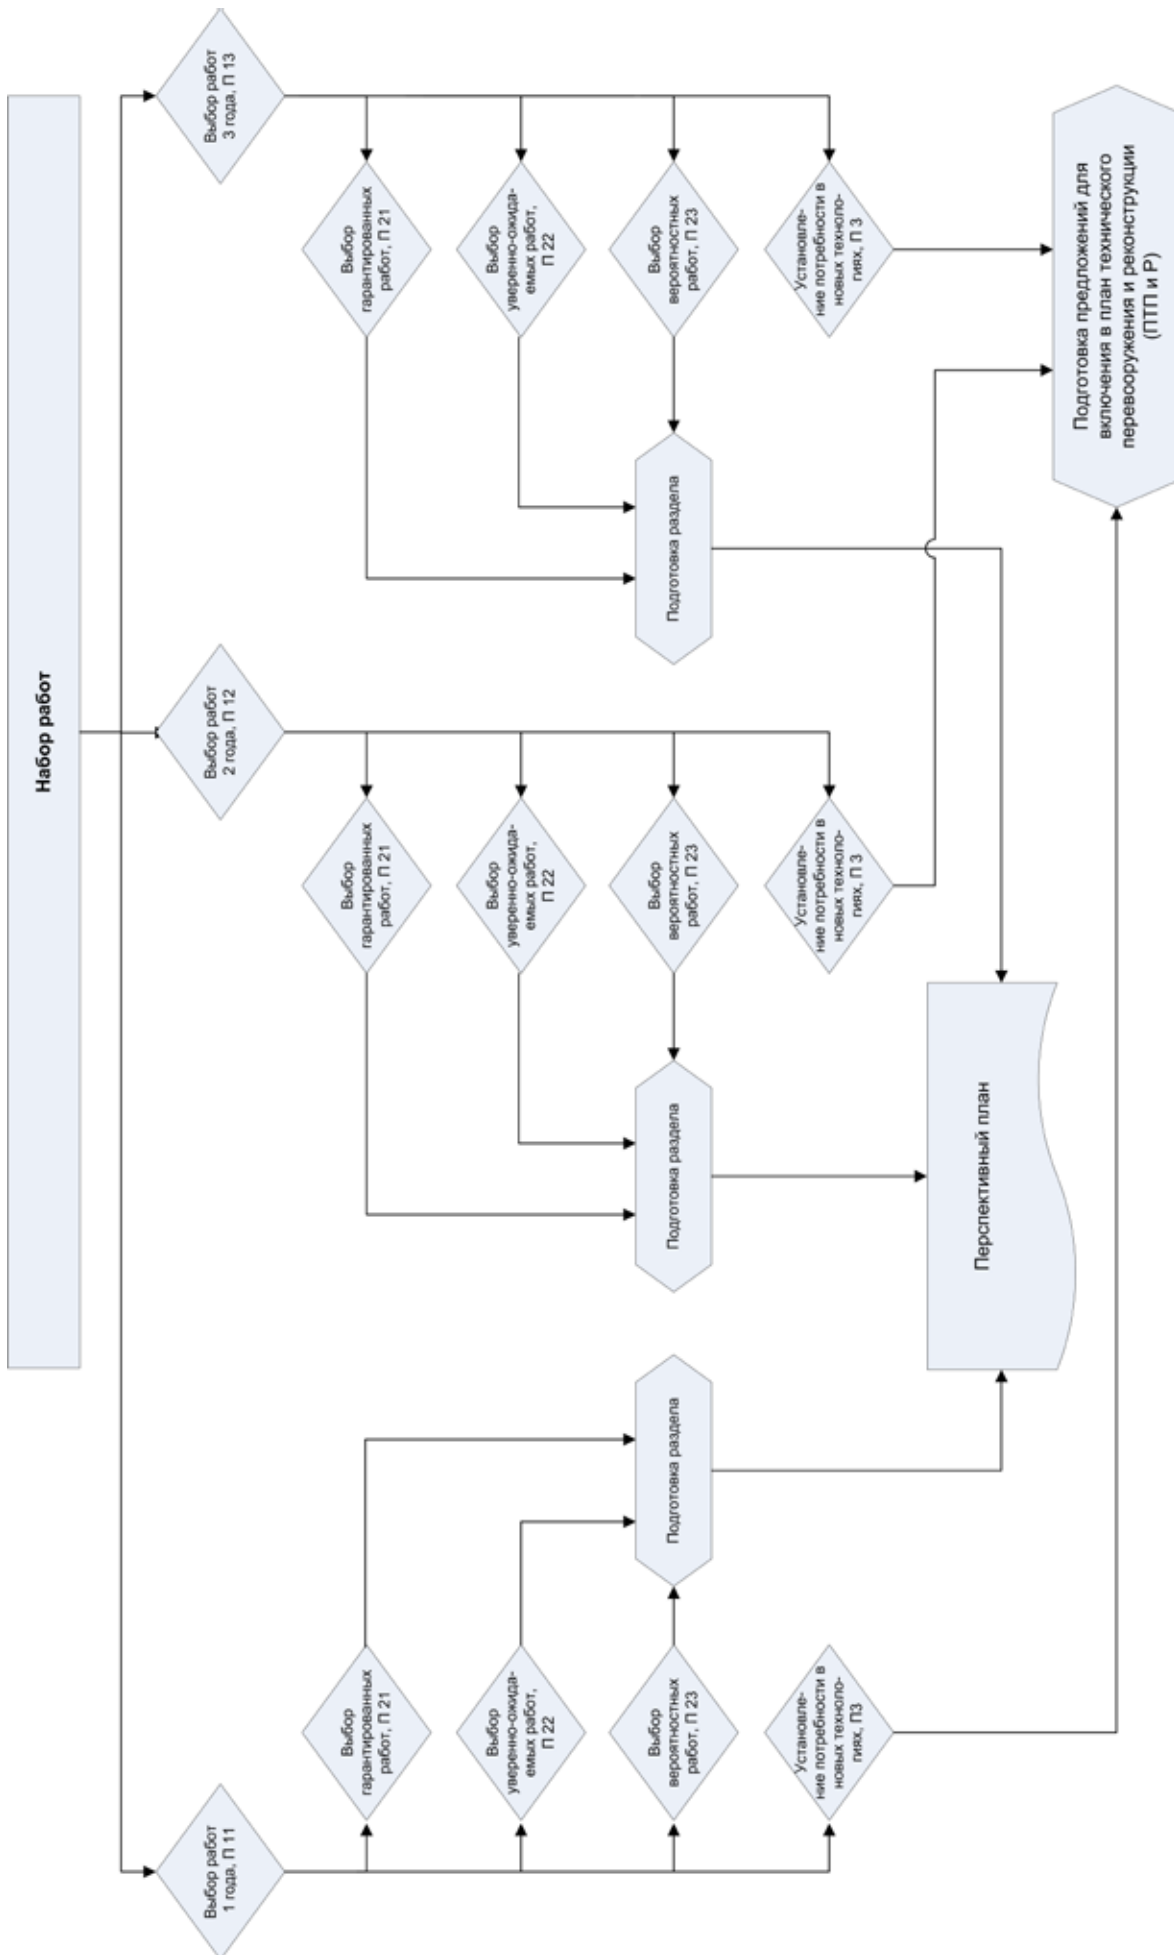 Набор работ
Выбор работ
1 года, П 11
Выбор работ
2 года, П 12
Выбор работ
3 года, П 13
Выбор
гарантированных
работ, П 21
Выбор
гарантированных
работ, П 21
Выбор
гарантированных
работ, П 21
Выбор
уверенно-ожида-
емых работ,
П 22
Выбор
уверенно-ожида-
емых работ,
П 22
Выбор
уверенно-ожида-
емых работ,
П 22
Выбор
вероятностных
работ, П 23
Подготовка раздела
Подготовка раздела
Выбор
вероятностных
работ, П 23
Подготовка раздела
Выбор
вероятностных
работ, П 23
Установле-
ние потребности в
новых техноло-
гиях, П3
Установле-
ние потребности в
новых техноло-
гиях, П 3
Установле-
ние потребности в
новых техноло-
гиях, П 3
Перспективный план
Подготовка предложений для
включения в план технического
перевооружения и реконструкции
(ПТП и Р)